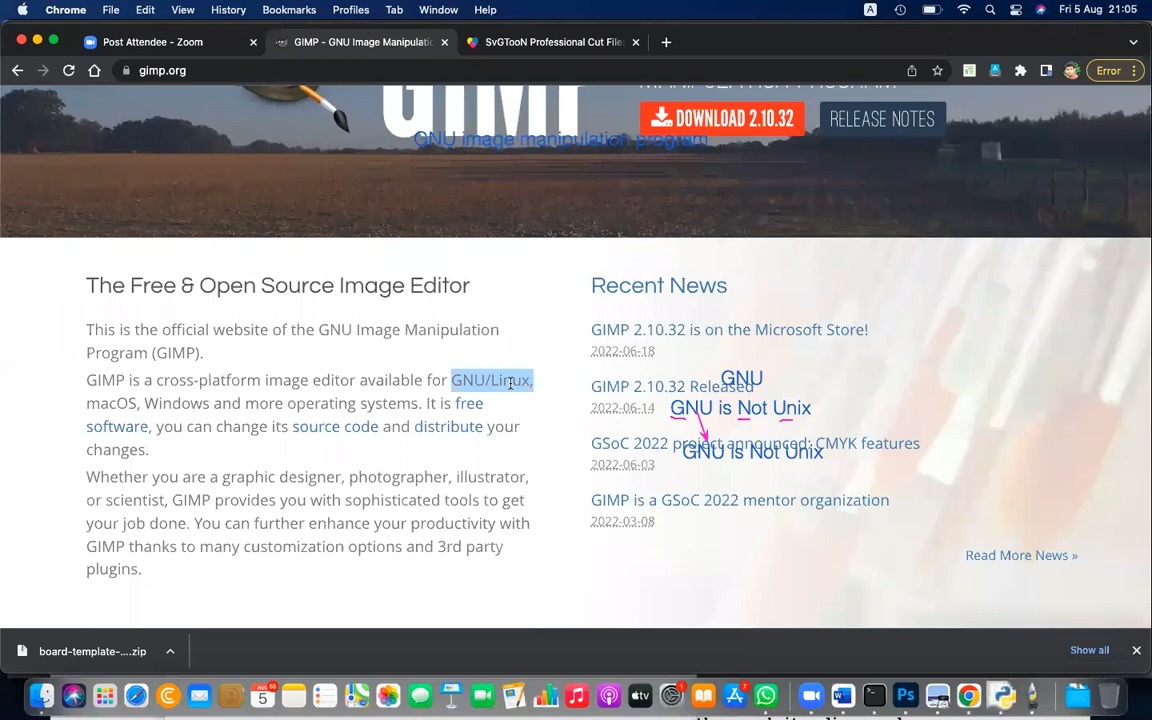 Chrome File Edit View History Bookmarks Profiles Tab Window Help A Fri 5 Aug 21:05
Post Attendee - Zoom GIMP - GNU Image Manipulatio SvGTooN Professional Cut Files
gimp.org Error
GIMP
DOWNLOAD 2.10.32 RELEASE NOTES
GNU image manipulation program
The Free & Open Source Image Editor
This is the official website of the GNU Image Manipulation
Program (GIMP).
GIMP is a cross-platform image editor available for GNU/Linux,
macOS, Windows and more operating systems. It is free
software, you can change its source code and distribute your
changes.
Whether you are a graphic designer, photographer, illustrator,
or scientist, GIMP provides you with sophisticated tools to get
your job done. You can further enhance your productivity with
GIMP thanks to many customization options and 3rd party
plugins.
Recent News
GIMP 2.10.32 is on the Microsoft Store!
2022-06-18
GNU
GIMP 2.10.32 Released
2022-06-14
GNU is Not Unix
GSoC 2022 project announced: CMYK features
GNU is Not Unix
2022-06-03
GIMP is a GSoC 2022 mentor organization
2022-03-08
Read More News »
board-template-....zip Show all